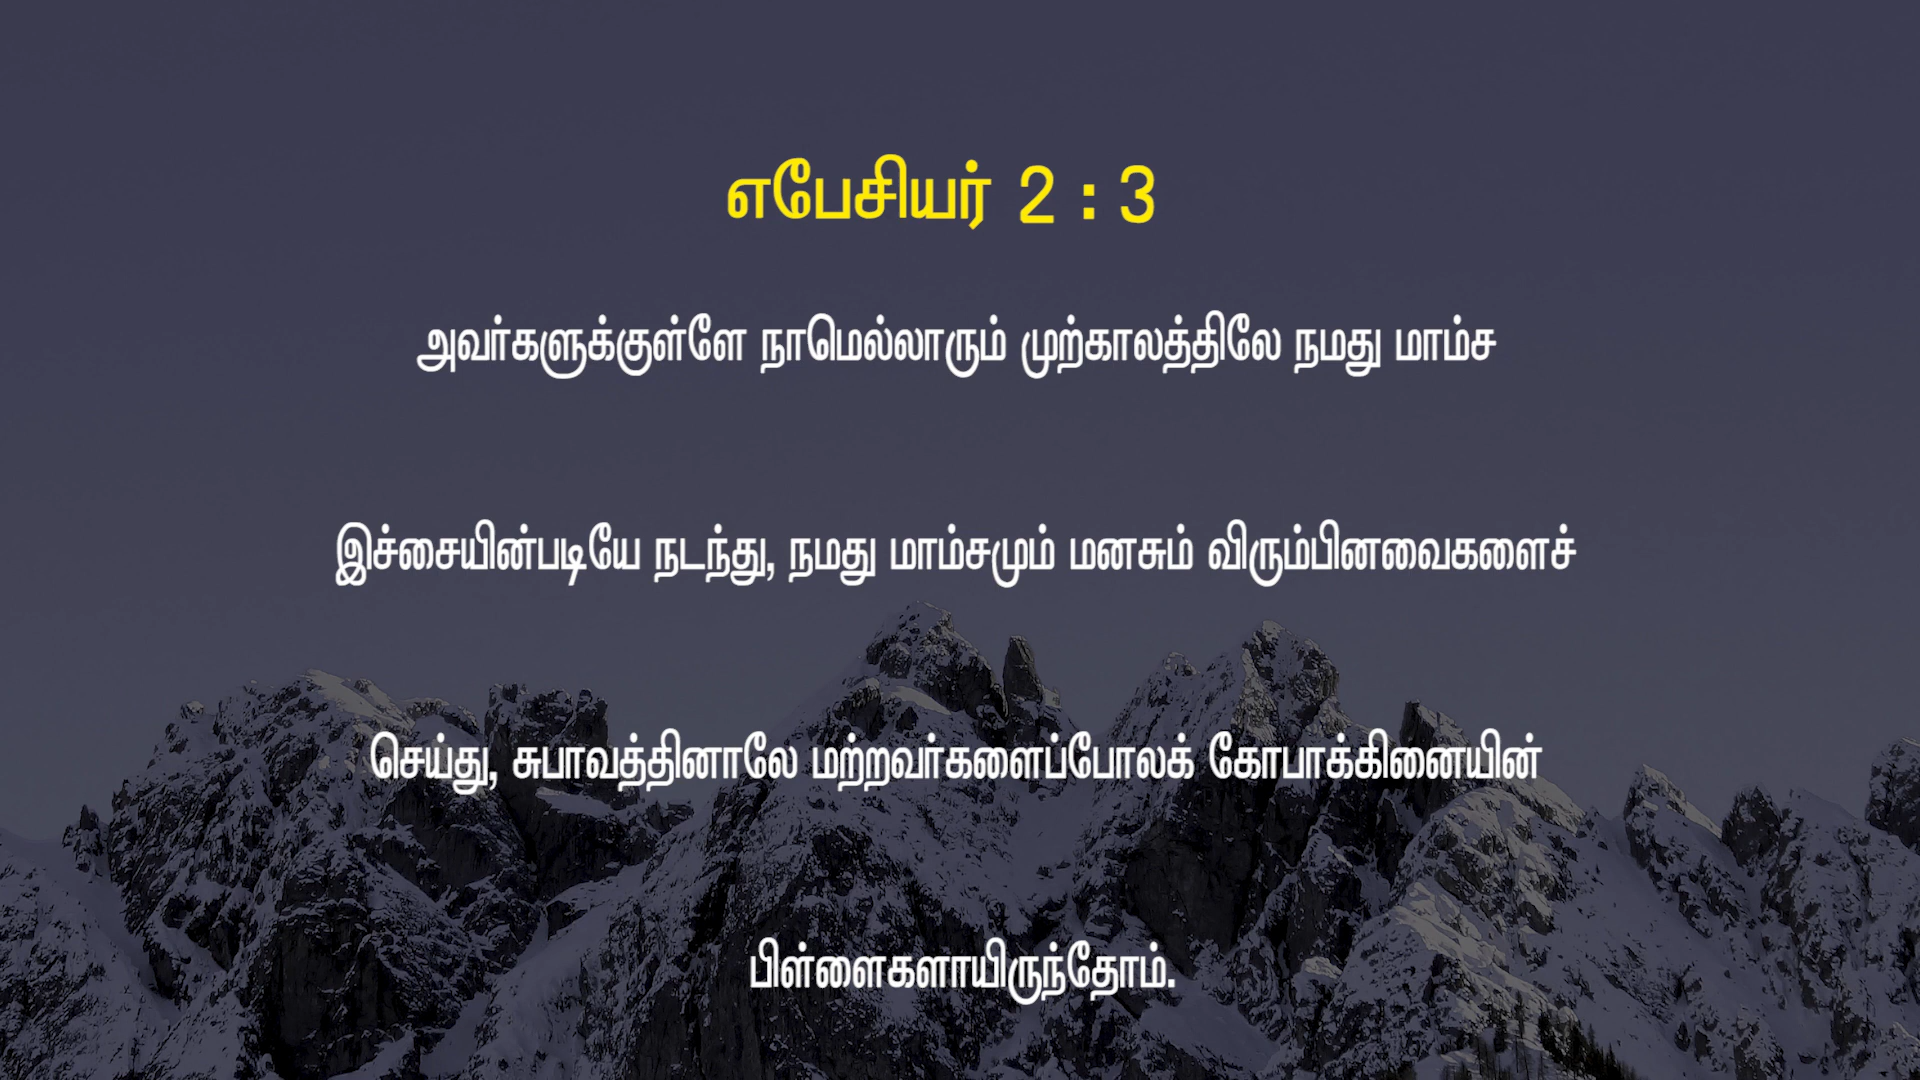 எபேசியர் 2 : 3
அவர்களுக்குள்ளே நாமெல்லாரும் முற்காலத்திலே நமது மாம்ச
இச்சையின்படியே நடந்து, நமது மாம்சமும் மனசும் விரும்பினவைகளைச்
செய்து, சுபாவத்தினாலே மற்றவர்களைப்போலக் கோபாக்கினையின்
பிள்ளைகளாயிருந்தோம்.